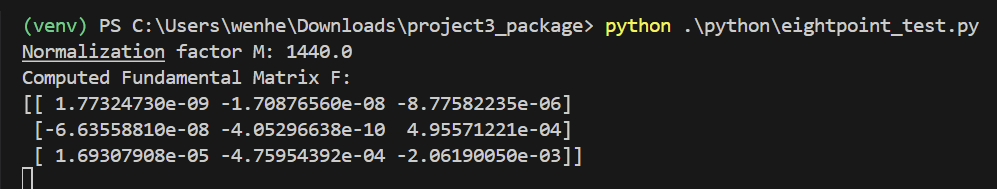 (venv) PS C:\Users\wenhe\Downloads\project3_package> python .\python\eightpoint_test.py
Normalization factor M: 1440.0
Computed Fundamental Matrix F:
[[ 1.77324730e-09 -1.70876560e-08 -8.77582235e-06]
 [-6.63558810e-08 -4.05296638e-10  4.95571221e-04]
 [ 1.69307908e-05 -4.75954392e-04 -2.06190050e-03]]